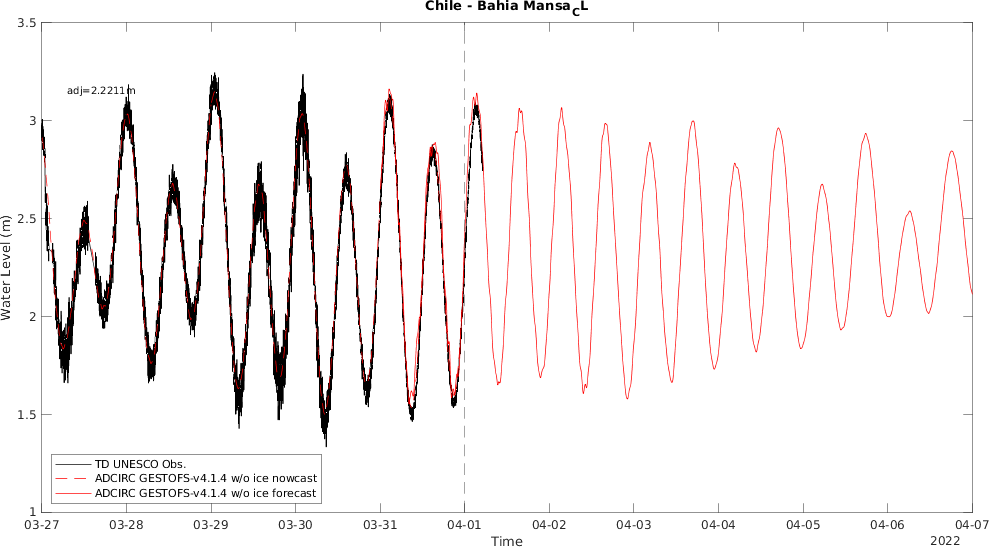 Chile - Bahia Mansa_CL
3.5
adj=2.2211m
3
2.5
Water Level (m)
2
1.5
1
TD UNESCO Obs.
ADCIRC GESTOFS-v4.1.4 w/o ice nowcast
ADCIRC GESTOFS-v4.1.4 w/o ice forecast
03-27 03-28 03-29 03-30 03-31 04-01 04-02 04-03 04-04 04-05 04-06 04-07
Time
2022